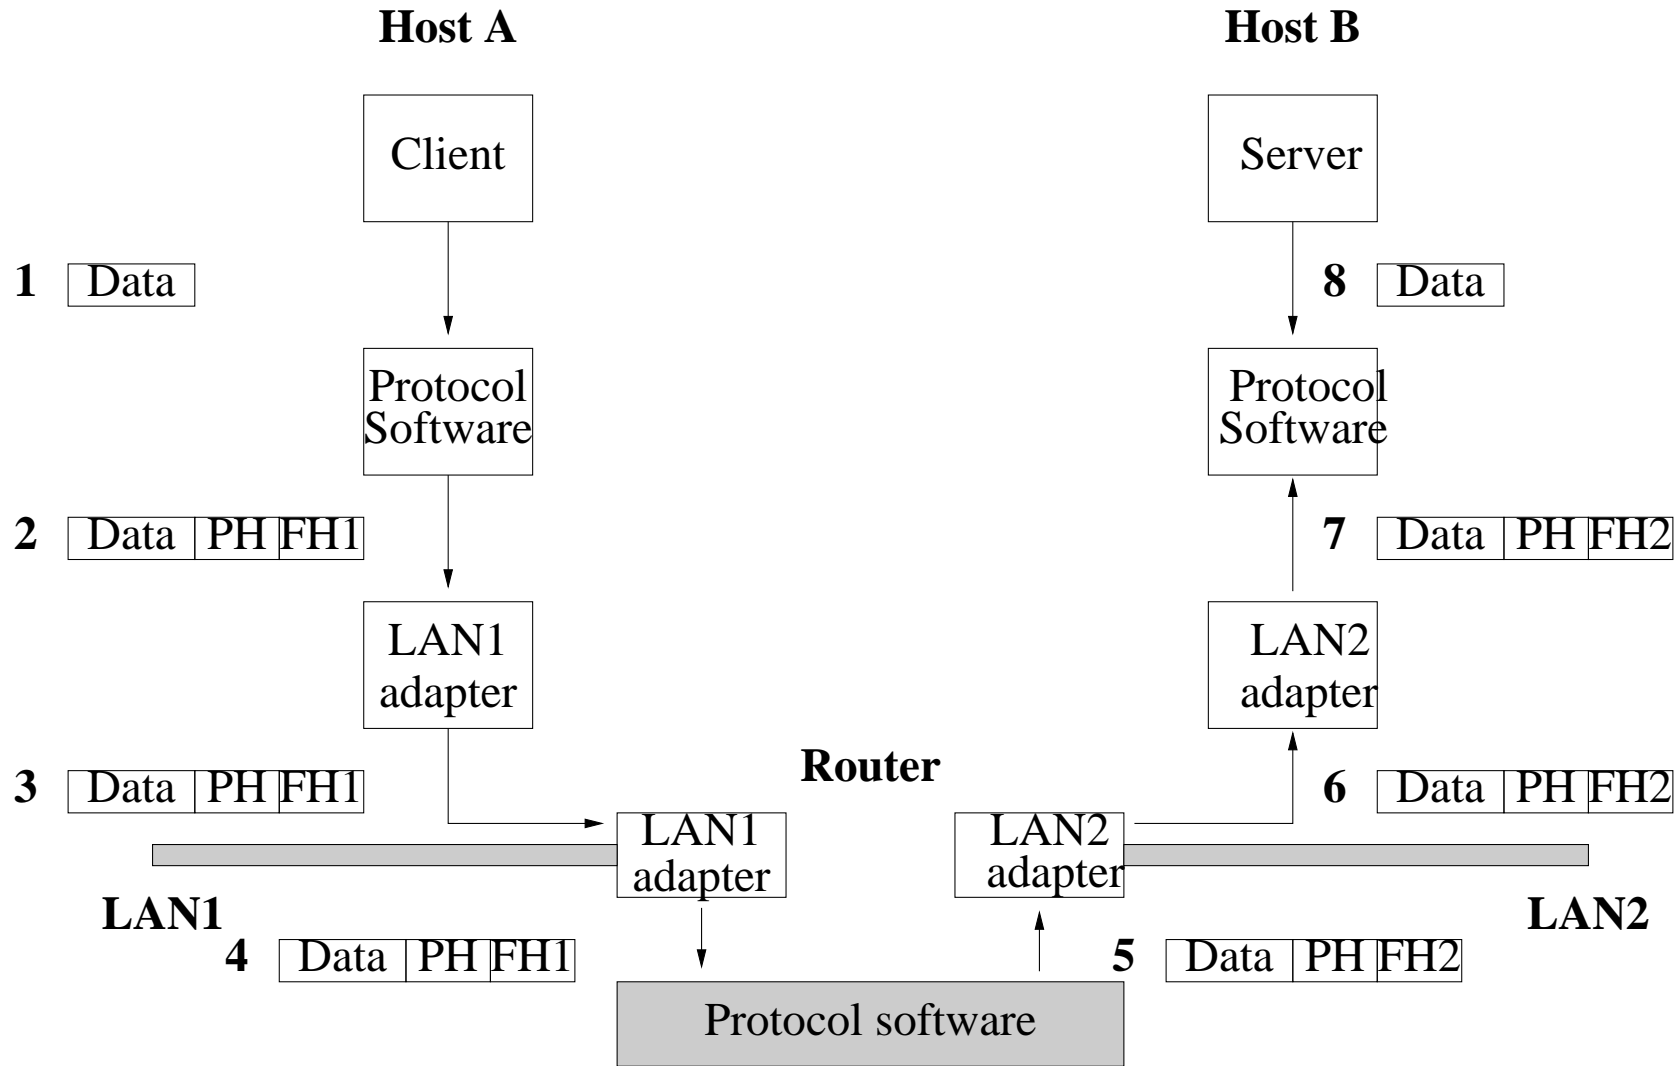 Host A
Host B
Client
Server
1 Data
8 Data
Protocol
Software
Protocol
Software
2 Data PH FH1
7 Data PH FH2
LAN1
adapter
LAN2
adapter
Router
3 Data PH FH1
6 Data PH FH2
LAN1
adapter
LAN2
adapter
LAN1
LAN2
4 Data PH FH1
5 Data PH FH2
Protocol software